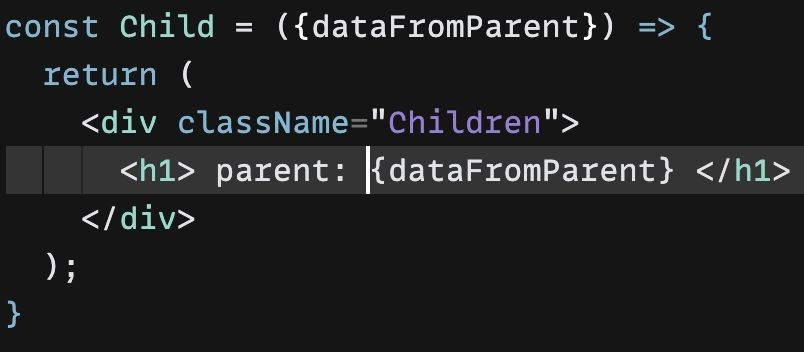 const Child = ({dataFromParent}) => {
  return (
    <div className="Children">
      <h1> parent: {dataFromParent} </h1>
    </div>
  );
}